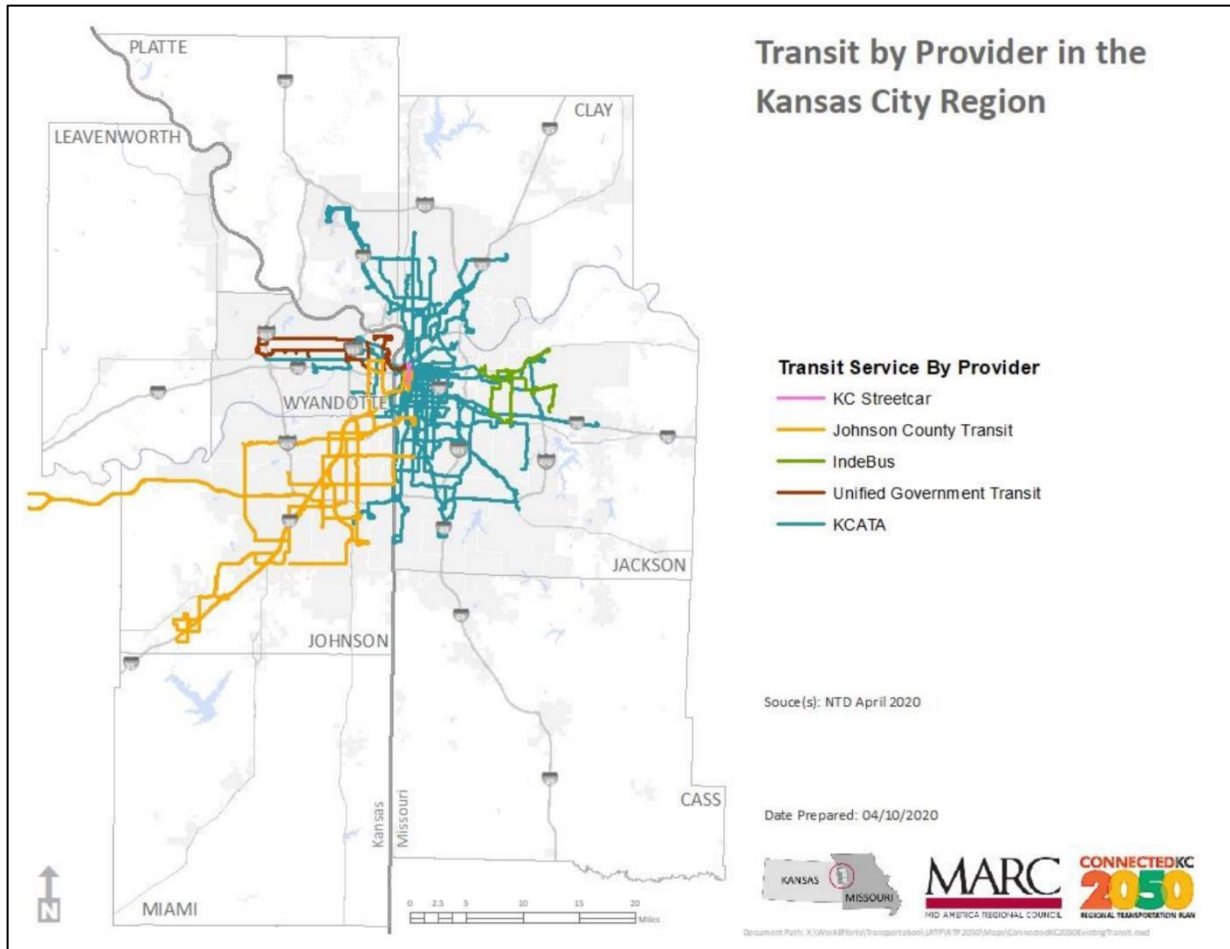 Transit by Provider in the
Kansas City Region
PLATTE
CLAY
LEAVENWORTH
WYANDOTTE
JACKSON
JOHNSON
Kansas
Missouri
CASS
MIAMI
Transit Service By Provider
KC Streetcar
Johnson County Transit
IndeBus
Unified Government Transit
KCATA
Souce(s): NTD April 2020
Date Prepared: 04/10/2020
N
0 2.5 5 10 15 20
Miles
KANSAS
MISSOURI
MARC
MID-AMERICA REGIONAL COUNCIL
CONNECTEDKC
2050
REGIONAL TRANSPORTATION PLAN